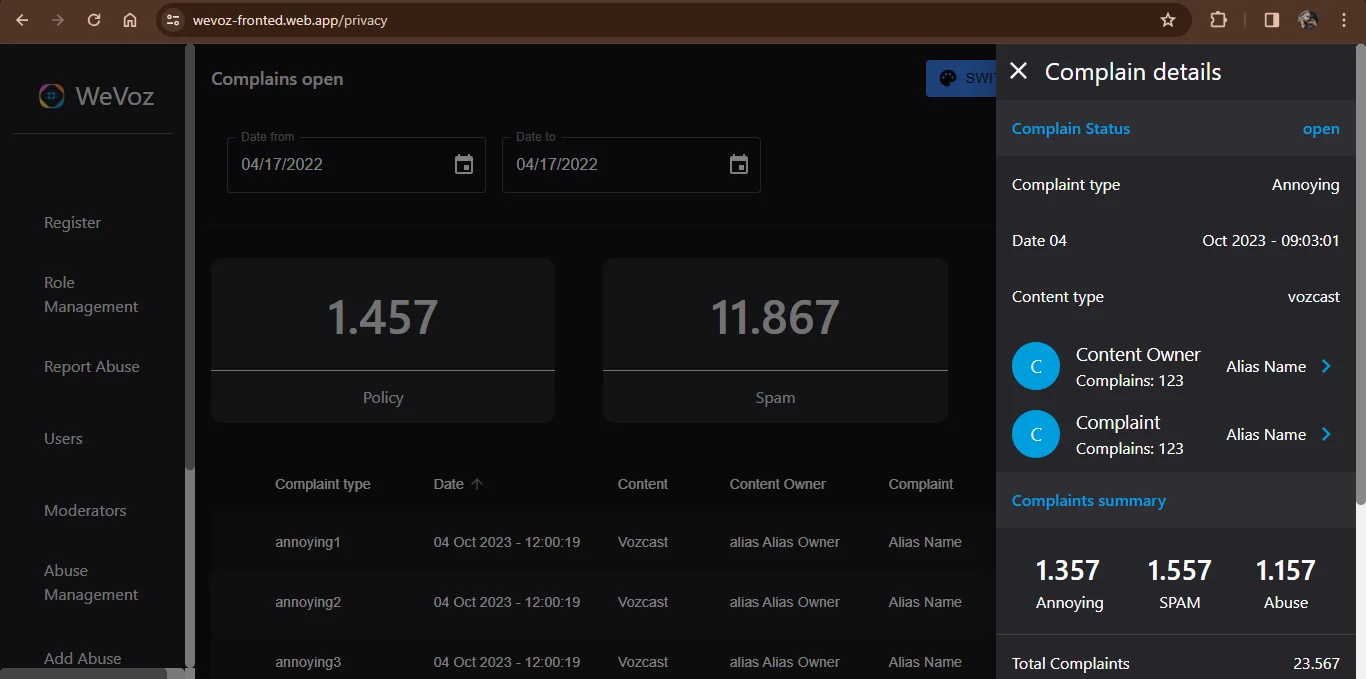 wevoz-fronted.web.app/privacy
WeVoz
Register
Role
Management
Report Abuse
Users
Moderators
Abuse
Management
Add Abuse
Complains open
Date from
04/17/2022
Date to
04/17/2022
1.457
Policy
11.867
Spam
Complaint type Date Content Content Owner Complaint
annoying1 04 Oct 2023 - 12:00:19 Vozcast alias Alias Owner Alias Name
annoying2 04 Oct 2023 - 12:00:19 Vozcast alias Alias Owner Alias Name
annoying3 04 Oct 2023 - 12:00:19 Vozcast alias Alias Owner Alias Name
Complain details
Complain Status open
Complaint type Annoying
Date 04 Oct 2023 - 09:03:01
Content type vozcast
C
Content Owner
Complains: 123
Alias Name
C
Complaint
Complains: 123
Alias Name
Complaints summary
1.357 1.557 1.157
Annoying SPAM Abuse
Total Complaints 23.567